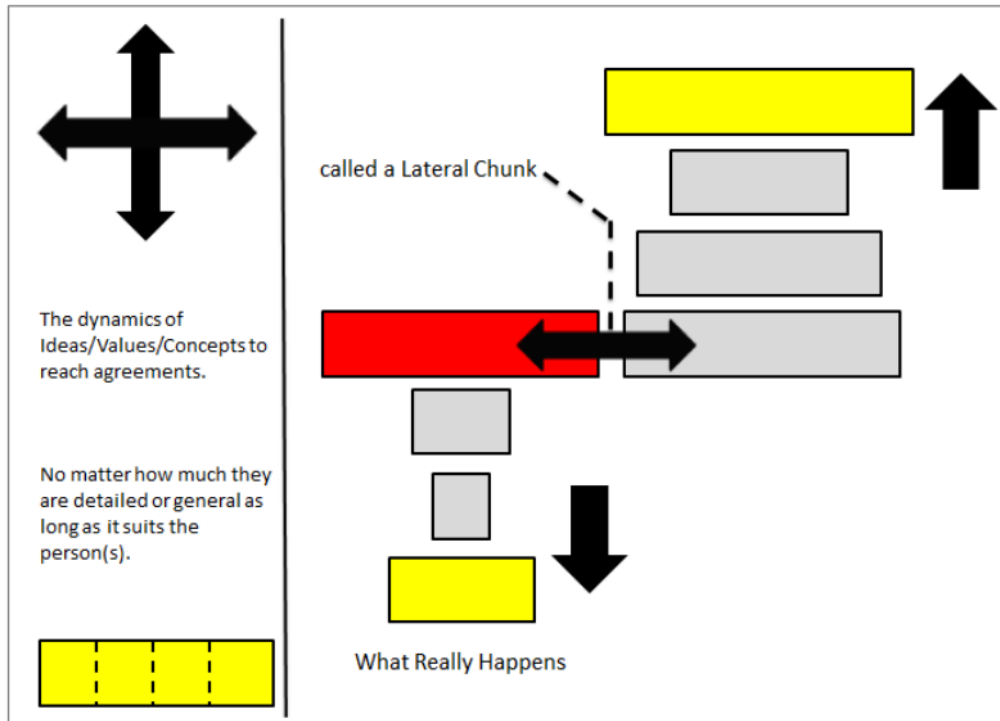 The dynamics of
Ideas/Values/Concepts to
reach agreements.
No matter how much they
are detailed or general as
long as it suits the
person(s).
called a Lateral Chunk
What Really Happens